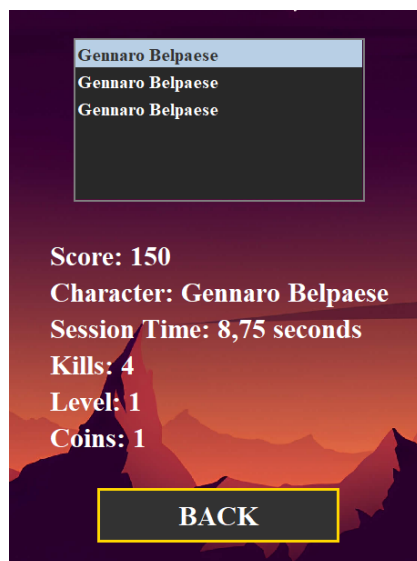 Gennaro Belpaese
Gennaro Belpaese
Gennaro Belpaese
Score: 150
Character: Gennaro Belpaese
Session Time: 8,75 seconds
Kills: 4
Level: 1
Coins: 1
BACK